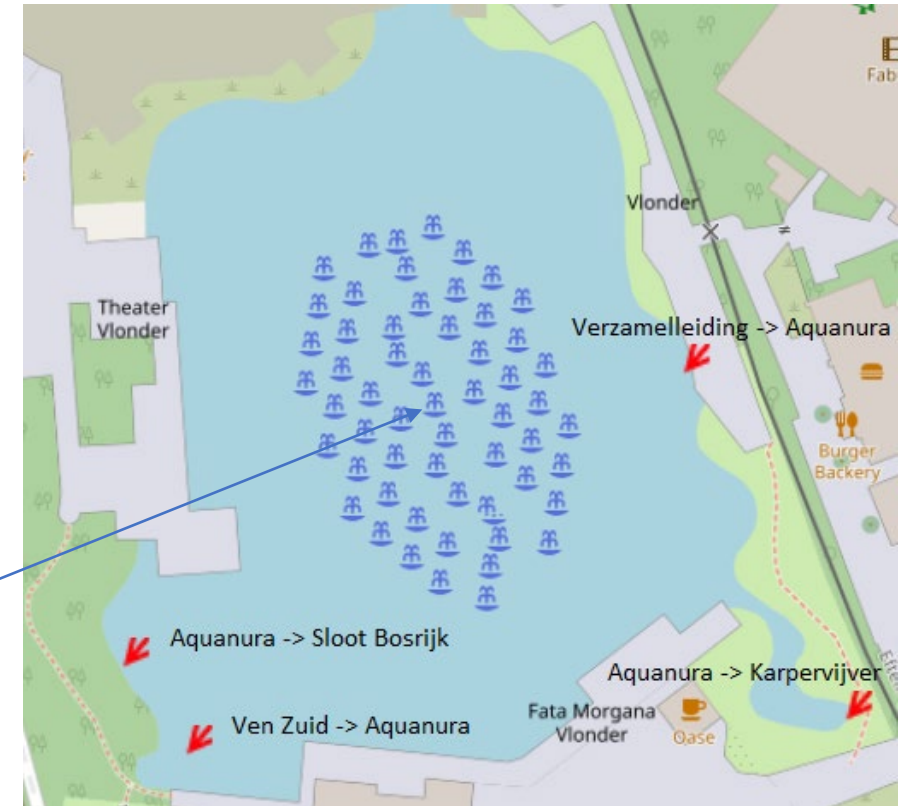 Fab
Vlonder
Theater
Vlonder
Verzamelleiding -> Aquanura
Burger
Backery
Aquanura -> Sloot Bosrijk
Aquanura -> Karpervijver
Ven Zuid -> Aquanura
Fata Morgana
Vlonder
Oase